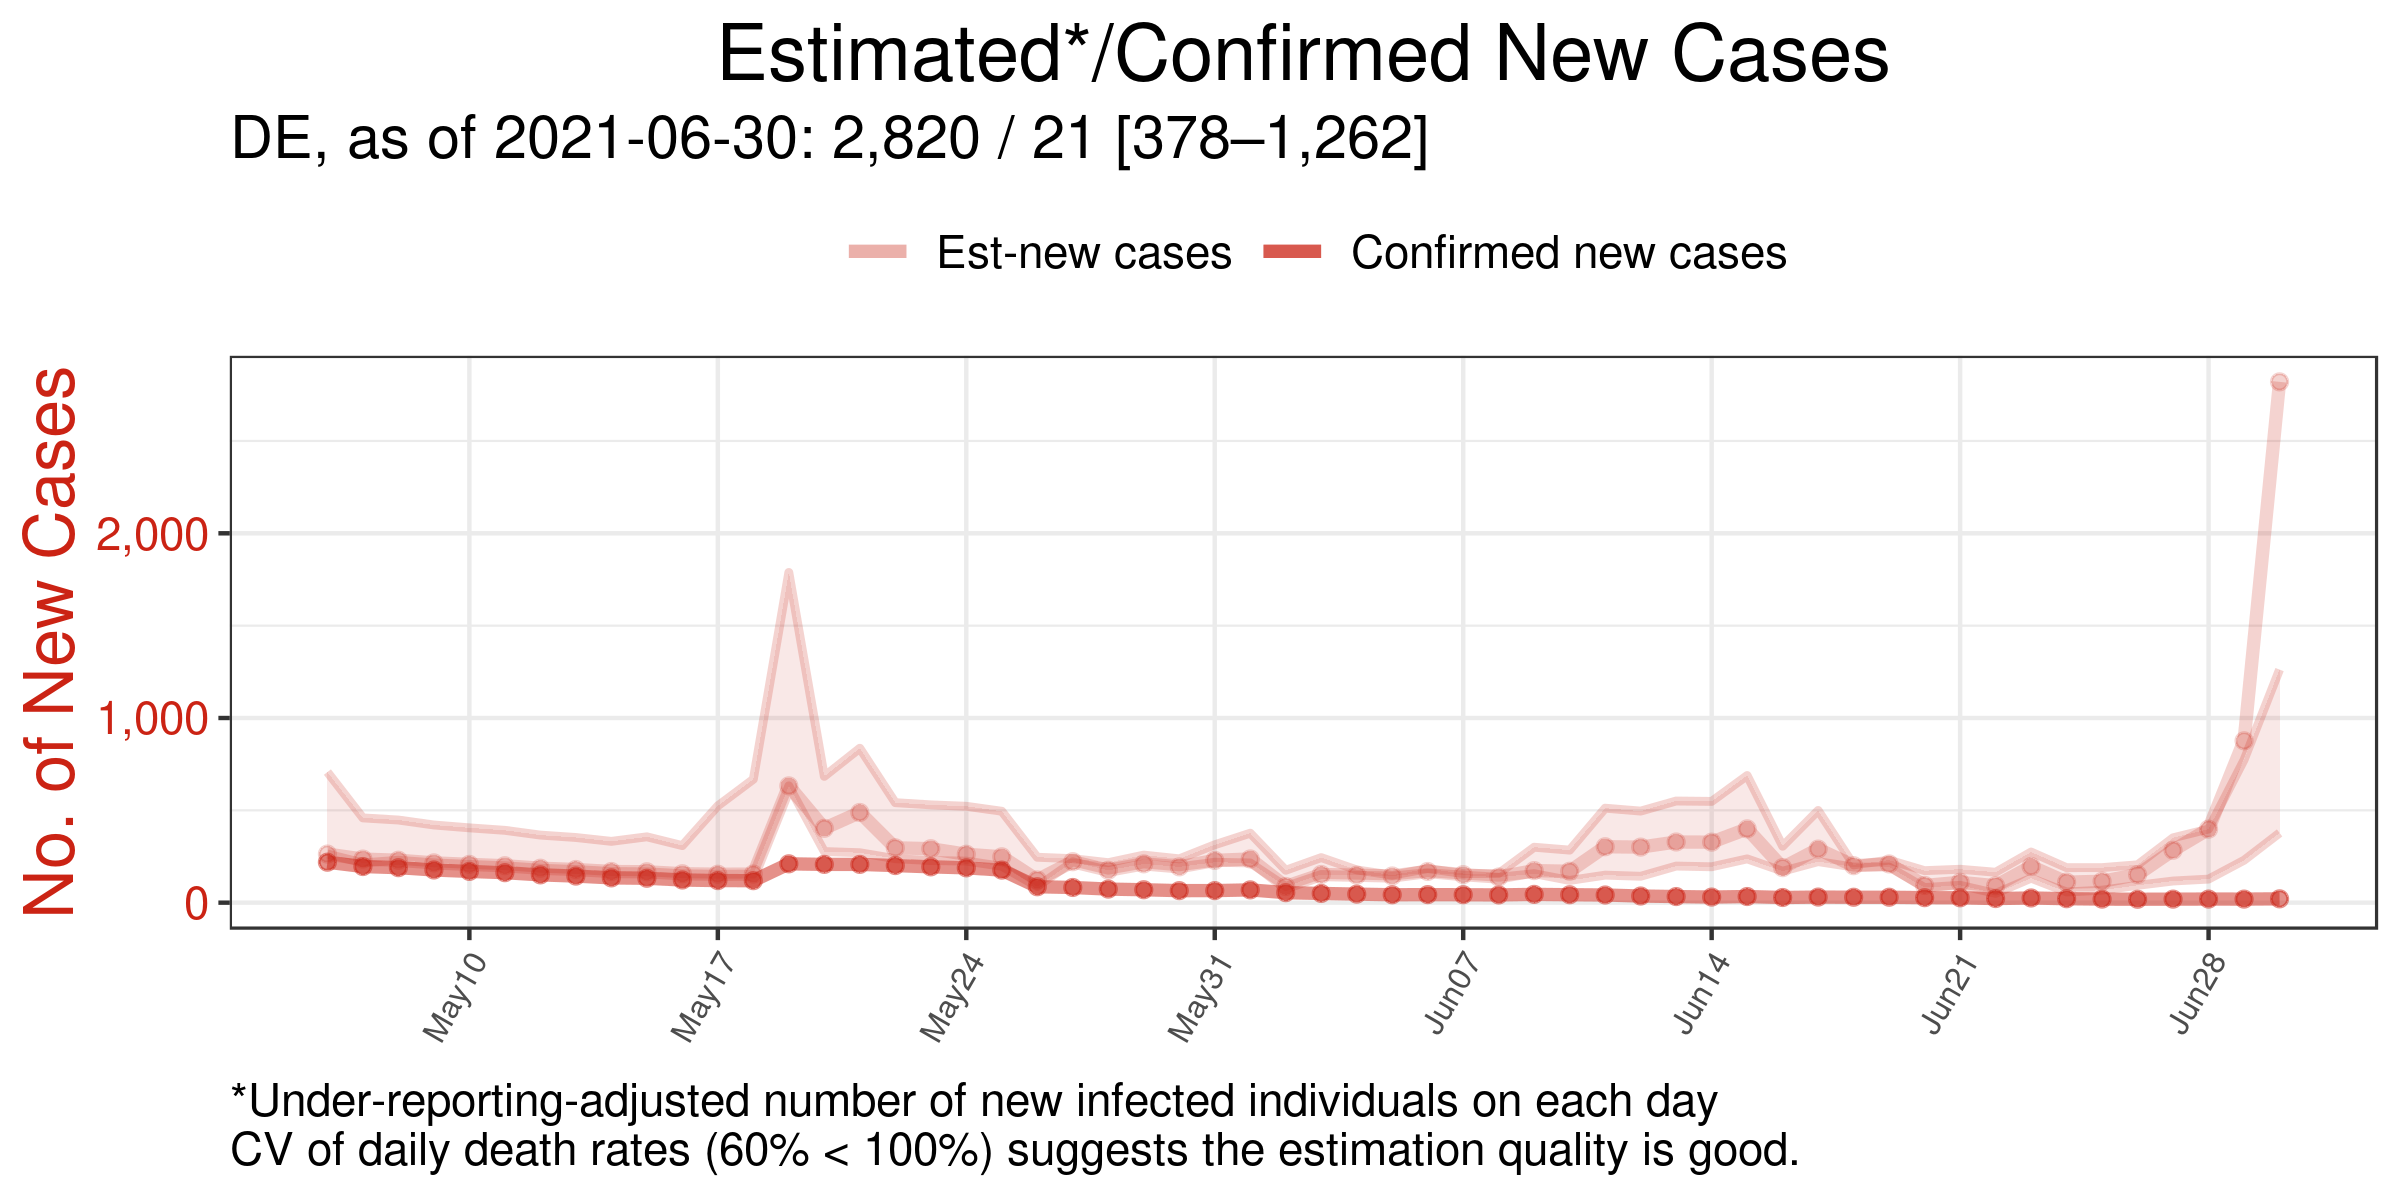 Estimated*/Confirmed New Cases
DE, as of 2021-06-30: 2,820 / 21 [378–1,262]
Est-new cases
Confirmed new cases
No. of New Cases
2,000
1,000
0
May10
May17
May24
May31
Jun07
Jun14
Jun21
Jun28
*Under-reporting-adjusted number of new infected individuals on each day
CV of daily death rates (60% < 100%) suggests the estimation quality is good.